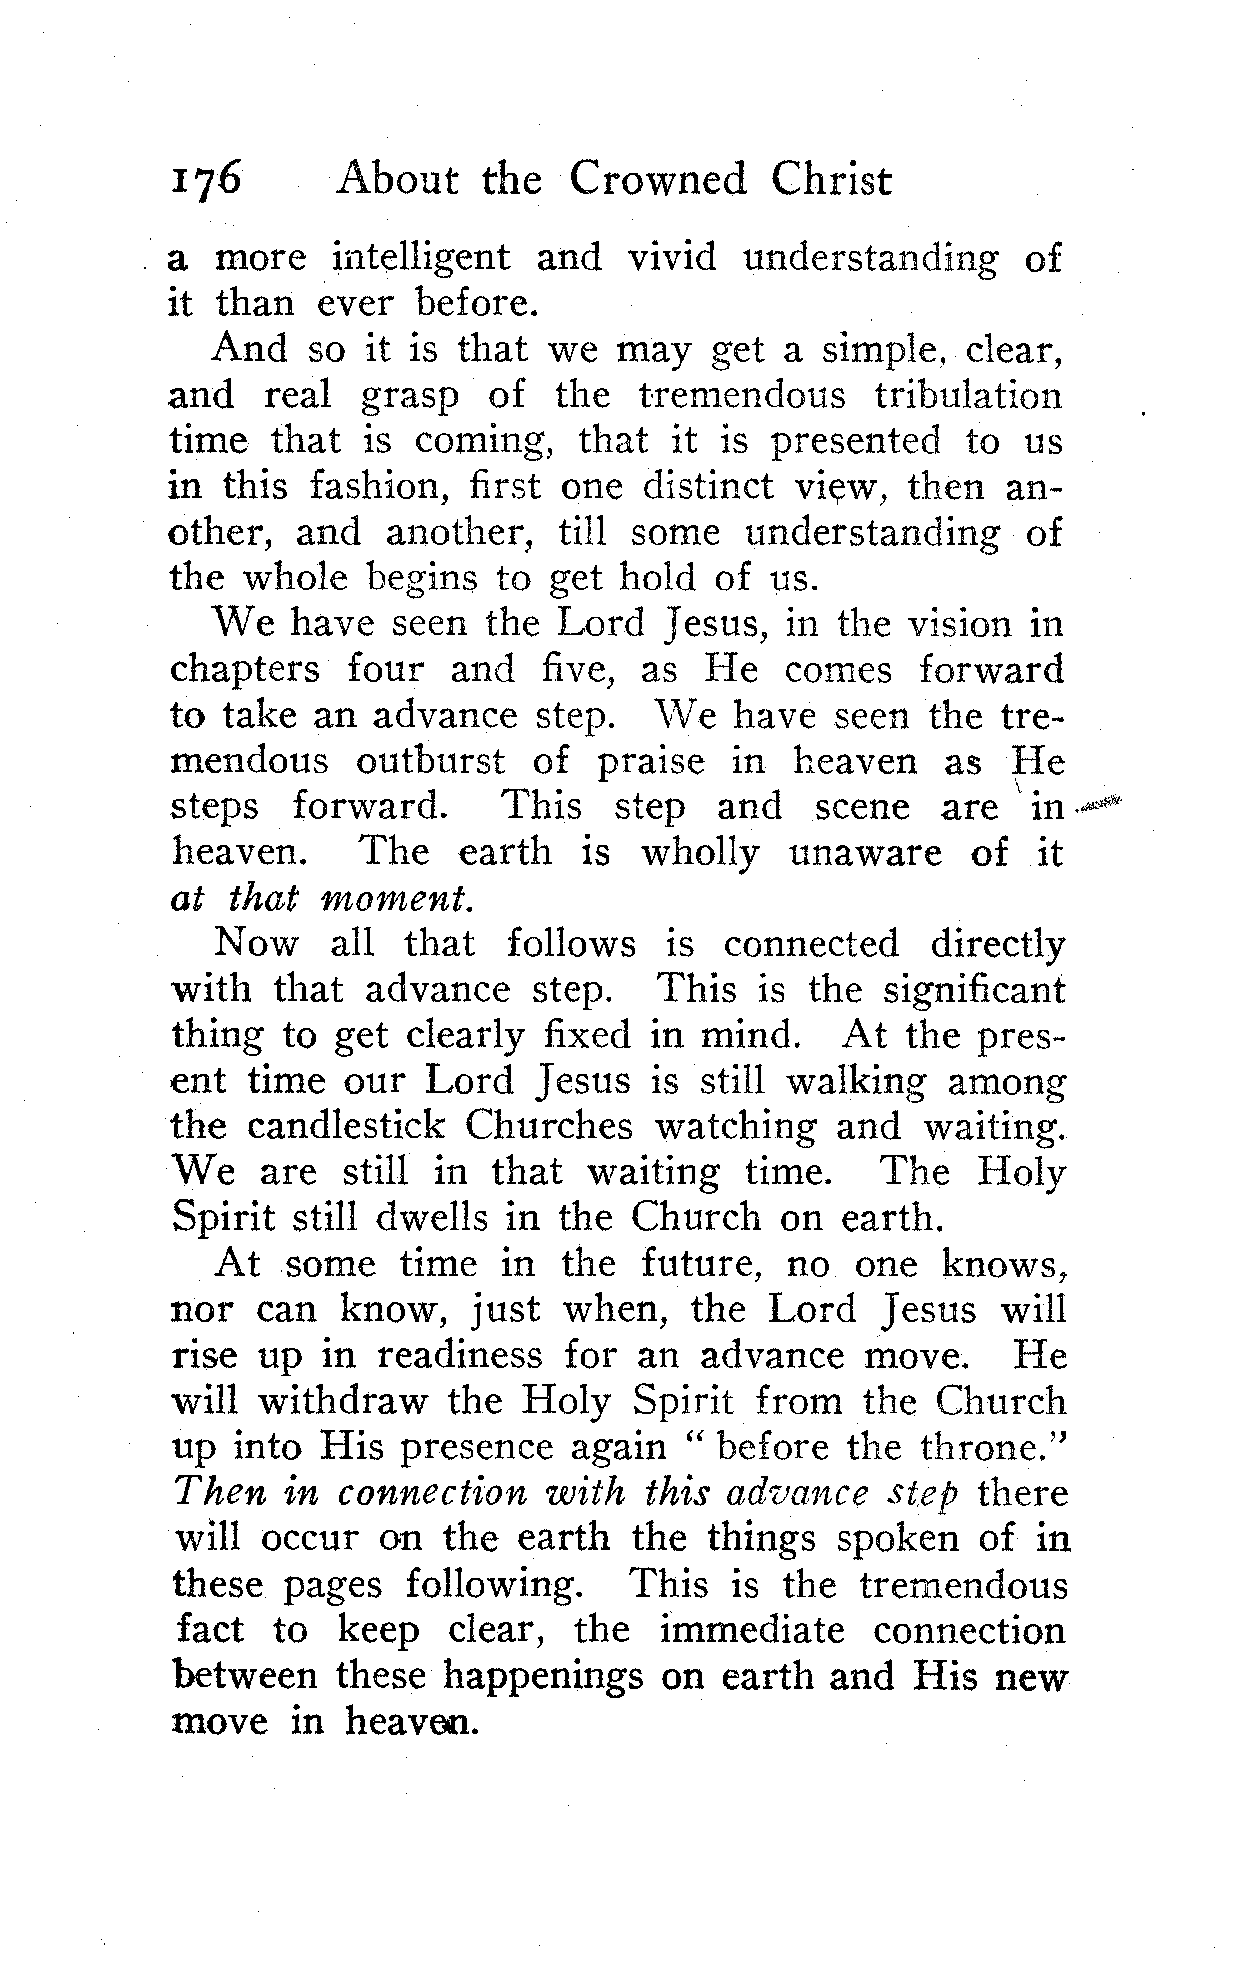 176 About the Crowned Christ
a more intelligent and vivid understanding of
it than ever before.
And so it is that we may get a simple, clear,
and real grasp of the tremendous tribulation
time that is coming, that it is presented to us
in this fashion, first one distinct view, then an-
other, and another, till some understanding of
the whole begins to get hold of us.
We have seen the Lord Jesus, in the vision in
chapters four and five, as He comes forward
to take an advance step. We have seen the tre-
mendous outburst of praise in heaven as He
steps forward. This step and scene are in
heaven. The earth is wholly unaware of it
at that moment.
Now all that follows is connected directly
with that advance step. This is the significant
thing to get clearly fixed in mind. At the pres-
ent time our Lord Jesus is still walking among
the candlestick Churches watching and waiting.
We are still in that waiting time. The Holy
Spirit still dwells in the Church on earth.
At some time in the future, no one knows,
nor can know, just when, the Lord Jesus will
rise up in readiness for an advance move. He
will withdraw the Holy Spirit from the Church
up into His presence again " before the throne."
Then in connection with this advance step there
will occur on the earth the things spoken of in
these pages following. This is the tremendous
fact to keep clear, the immediate connection
between these happenings on earth and His new
move in heaven.